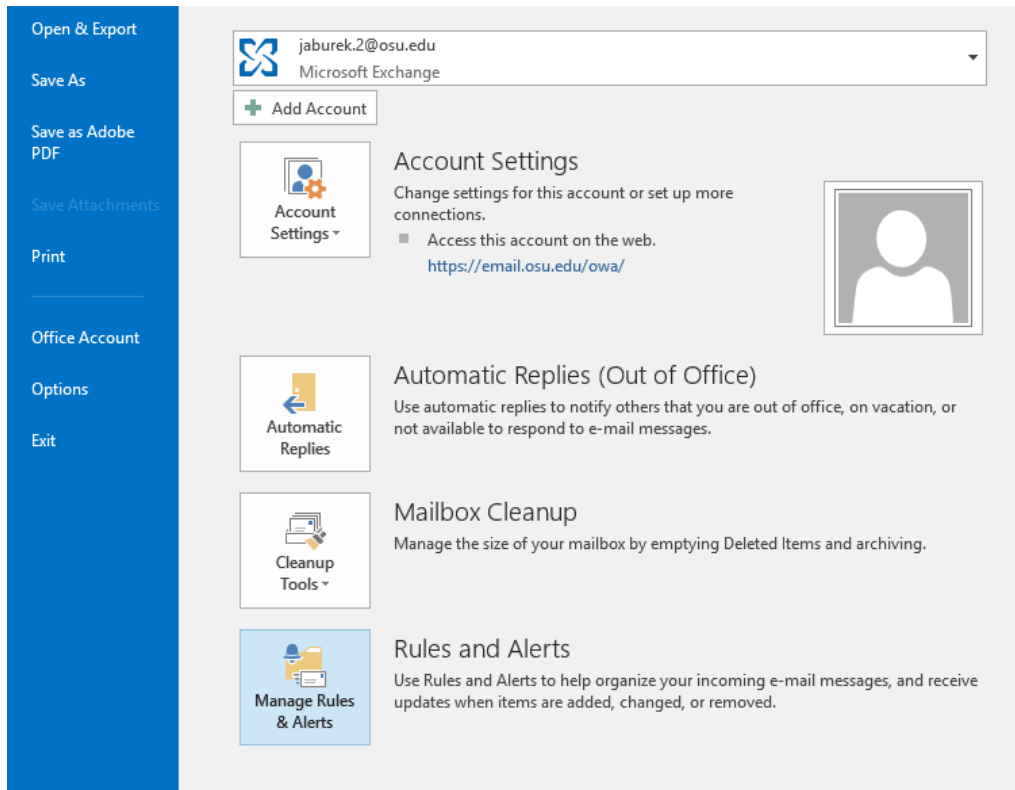 Open & Export
Save As
Save as Adobe
PDF
Save Attachments
Print
Office Account
Options
Exit
jaburek.2@osu.edu
Microsoft Exchange
Add Account
Account
Settings
Account Settings
Change settings for this account or set up more
connections.
Access this account on the web.
https://email.osu.edu/owa/
Automatic
Replies
Automatic Replies (Out of Office)
Use automatic replies to notify others that you are out of office, on vacation, or
not available to respond to e-mail messages.
Cleanup
Tools
Mailbox Cleanup
Manage the size of your mailbox by emptying Deleted Items and archiving.
Manage Rules
& Alerts
Rules and Alerts
Use Rules and Alerts to help organize your incoming e-mail messages, and receive
updates when items are added, changed, or removed.